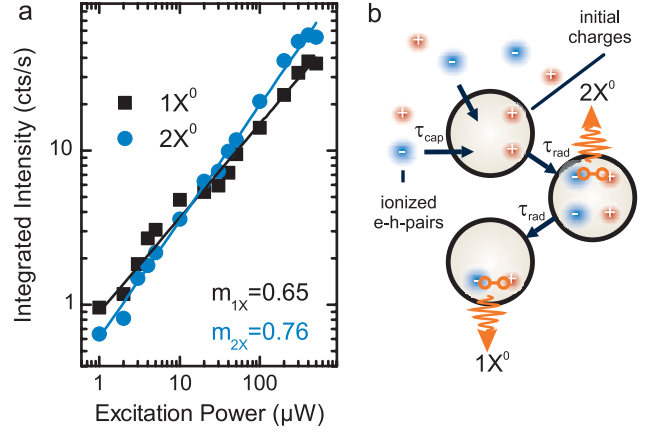 a
Integrated Intensity (cts/s)
10
1
1X⁰
2X⁰
m₁ₓ=0.65
m₂ₓ=0.76
1
10
100
Excitation Power (µW)
b
initial
charges
2X⁰
τcap
τrad
τrad
ionized
e-h-pairs
1X⁰
+
-
-
+
+
-
+
+
-
+
-
+
-
+